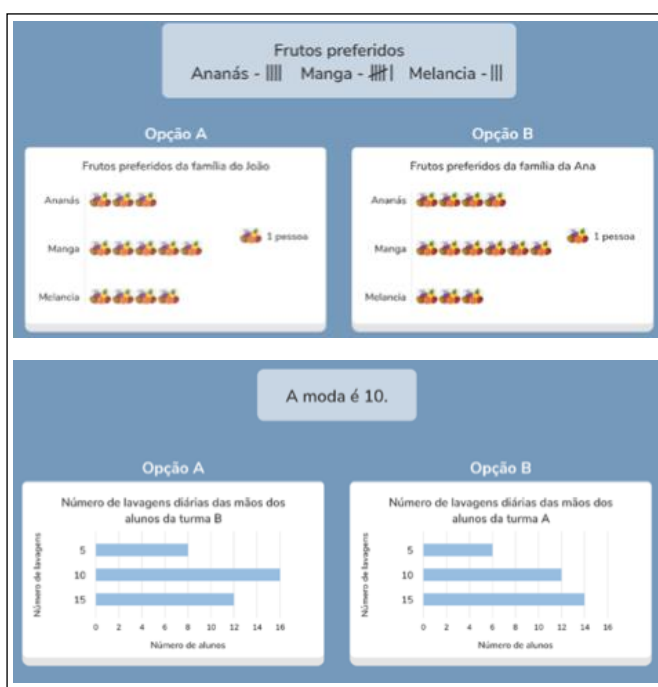 Frutos preferidos
Ananás - |||| Manga - 卌| Melancia - |||
Opção A
Opção B
Frutos preferidos da família do João
Ananás
Manga
Melancia
1 pessoa
Frutos preferidos da família da Ana
Ananás
Manga
Melancia
1 pessoa
A moda é 10.
Opção A
Opção B
Número de lavagens diárias das mãos dos
alunos da turma B
Número de lavagens
5
10
15
0 2 4 6 8 10 12 14 16
Número de alunos
Número de lavagens diárias das mãos dos
alunos da turma A
Número de lavagens
5
10
15
0 2 4 6 8 10 12 14 16
Número de alunos